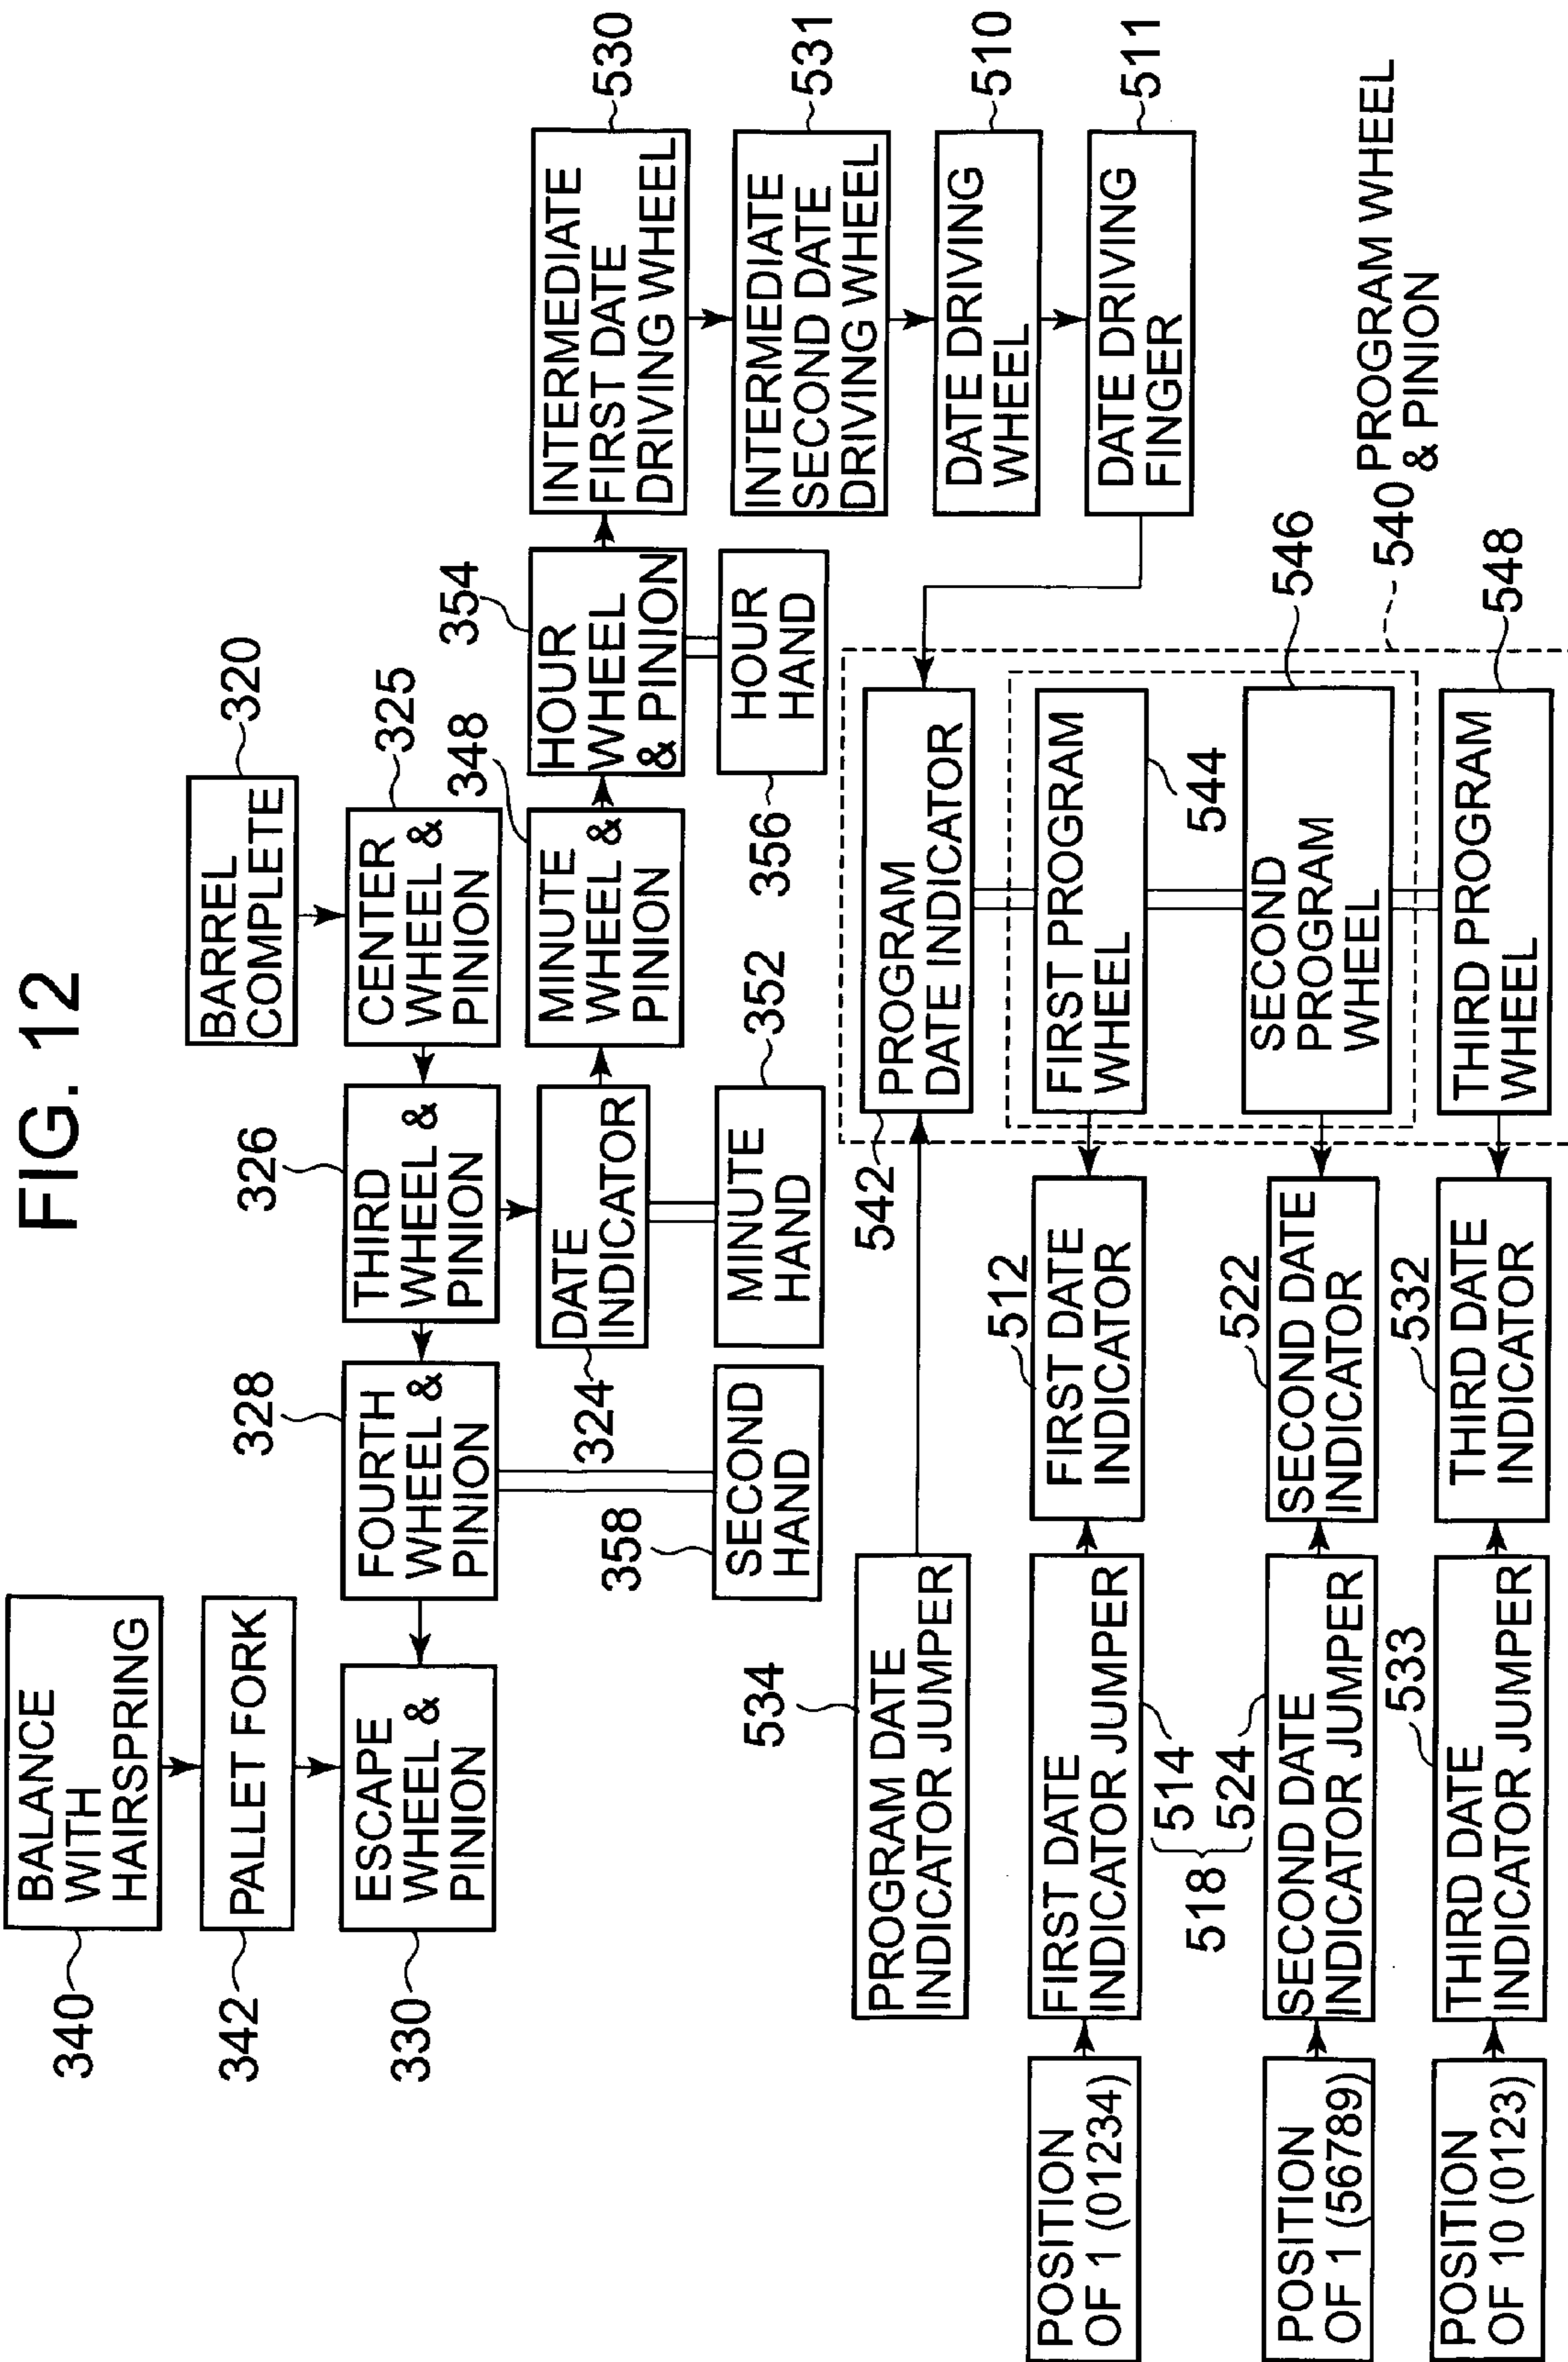 FIG. 12
BALANCE
WITH
HAIRSPRING
340
PALLET FORK
342
ESCAPE
WHEEL &
PINION
330
FOURTH
WHEEL &
PINION
328
THIRD
WHEEL &
PINION
326
CENTER
WHEEL &
PINION
325
BARREL
COMPLETE
320
DATE
INDICATOR
324
MINUTE
WHEEL &
PINION
348
HOUR
WHEEL
& PINION
354
INTERMEDIATE
FIRST DATE
DRIVING WHEEL
530
SECOND
HAND
358
MINUTE
HAND
352
HOUR
HAND
356
INTERMEDIATE
SECOND DATE
DRIVING WHEEL
531
DATE DRIVING
WHEEL
510
DATE DRIVING
FINGER
511
PROGRAM DATE
INDICATOR JUMPER
534
PROGRAM
DATE INDICATOR
542
540 PROGRAM WHEEL
& PINION
POSITION
OF 1 (01234)
FIRST DATE
INDICATOR JUMPER
514
FIRST DATE
INDICATOR
512
FIRST PROGRAM
WHEEL
544
518
POSITION
OF 1 (56789)
SECOND DATE
INDICATOR JUMPER
524
SECOND DATE
INDICATOR
522
SECOND
PROGRAM
WHEEL
546
POSITION
OF 10 (0123)
THIRD DATE
INDICATOR JUMPER
533
THIRD DATE
INDICATOR
532
THIRD PROGRAM
WHEEL
548